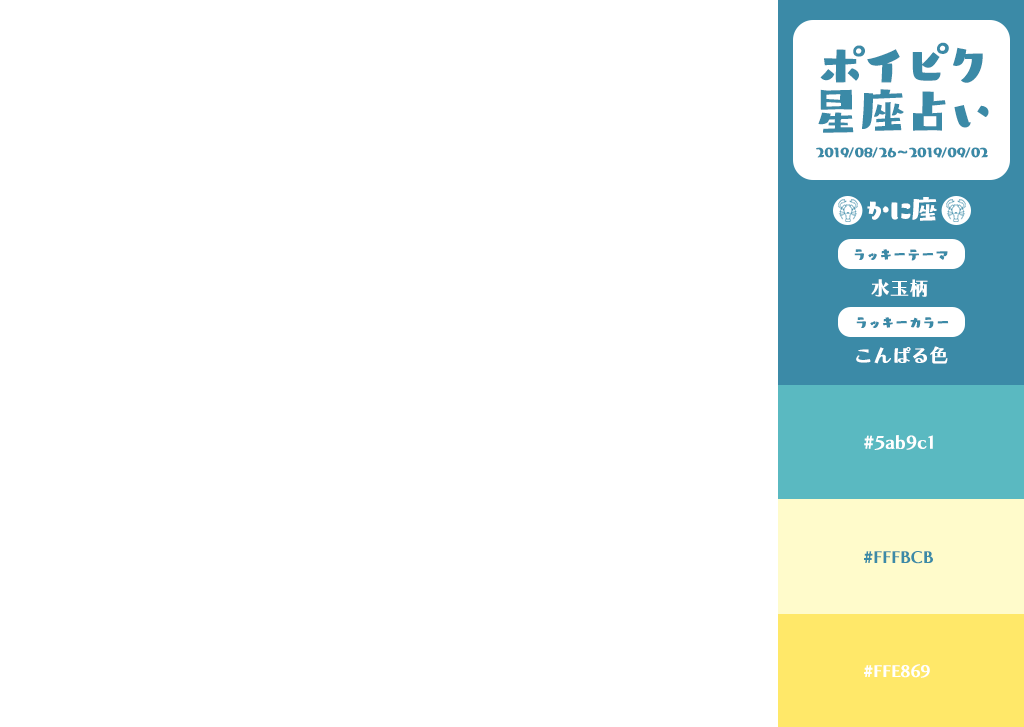 ポイピク
星座占い
2019/08/26~2019/09/02
かに座
ラッキーテーマ
水玉柄
ラッキーカラー
こんぱる色
#5ab9c1
#FFFBCB
#FFE869